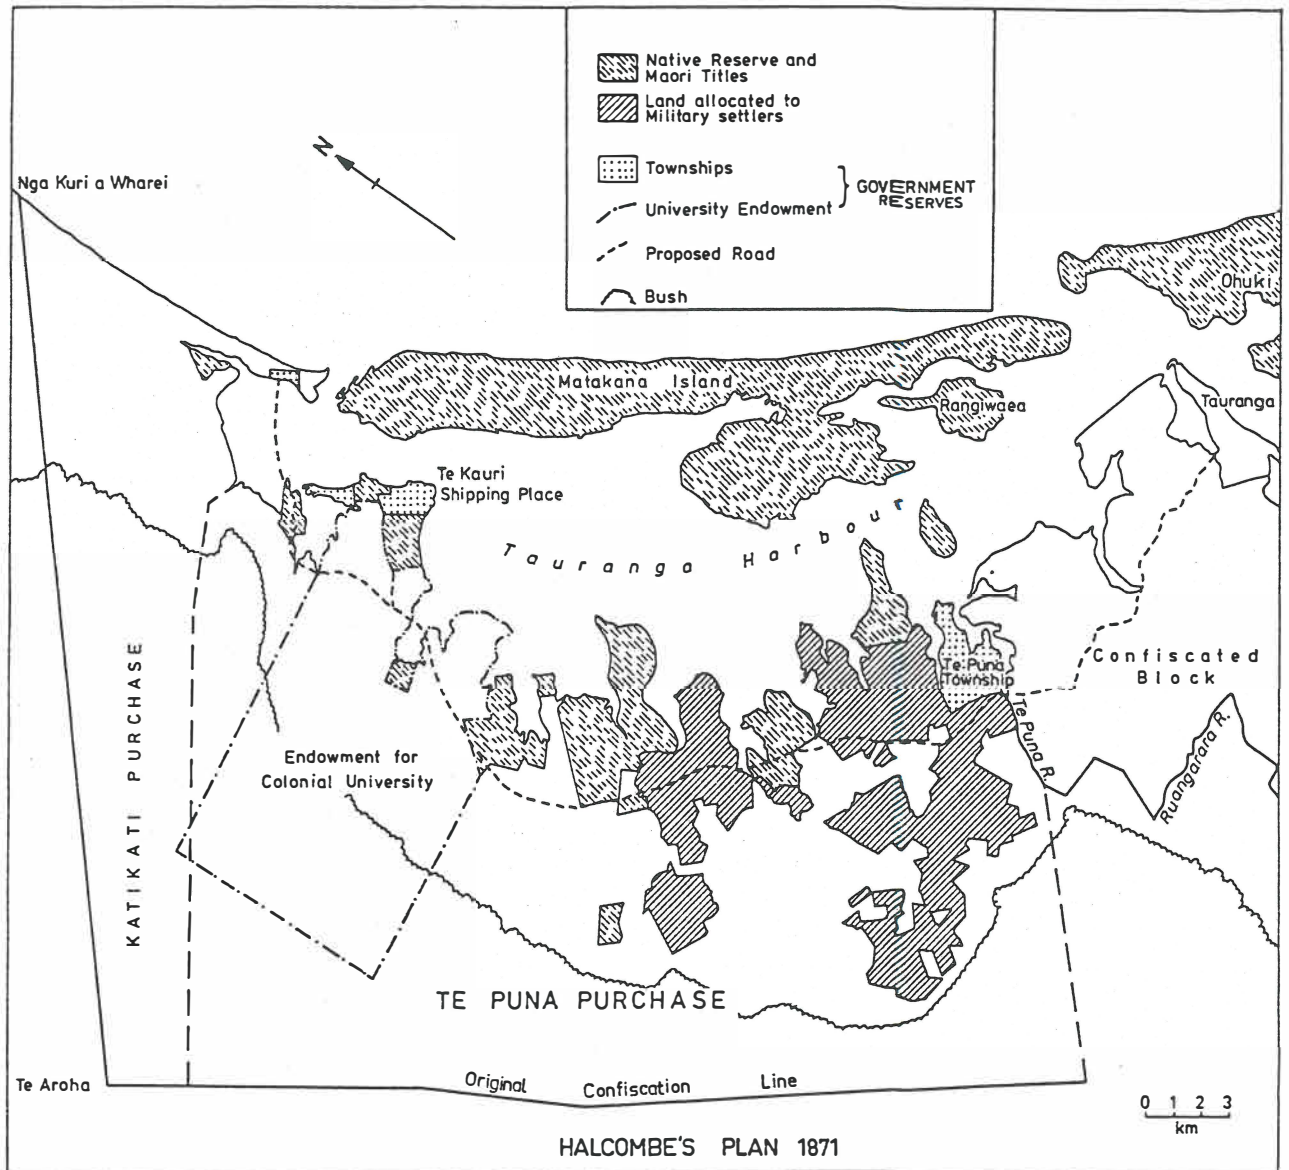 Native Reserve and
Maori Titles
Land allocated to
Military settlers
Townships
University Endowment
GOVERNMENT
RESERVES
Proposed Road
Bush
N
Nga Kuri a Wharei
Ohuki
Matakana Island
Rangiwaea
Tauranga
Te Kauri
Shipping Place
Tauranga Harbour
Te Puna
Township
Confiscated
Block
Te Puna R.
Ruangarara R.
KATIKATI PURCHASE
Endowment for
Colonial University
TE PUNA PURCHASE
Te Aroha
Original Confiscation Line
0 1 2 3
km
HALCOMBE'S PLAN 1871